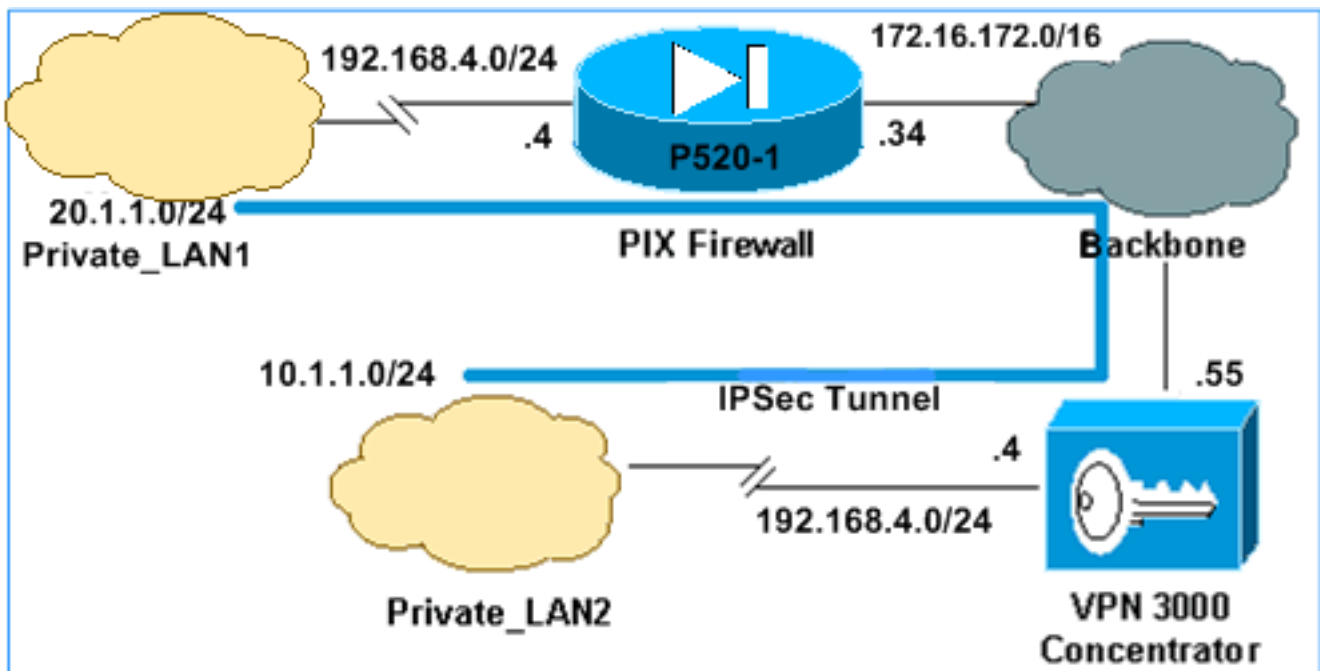 192.168.4.0/24
172.16.172.0/16
.4
P520-1
.34
20.1.1.0/24
Private_LAN1
PIX Firewall
Backbone
10.1.1.0/24
IPSec Tunnel
.55
.4
192.168.4.0/24
Private_LAN2
VPN 3000
Concentrator